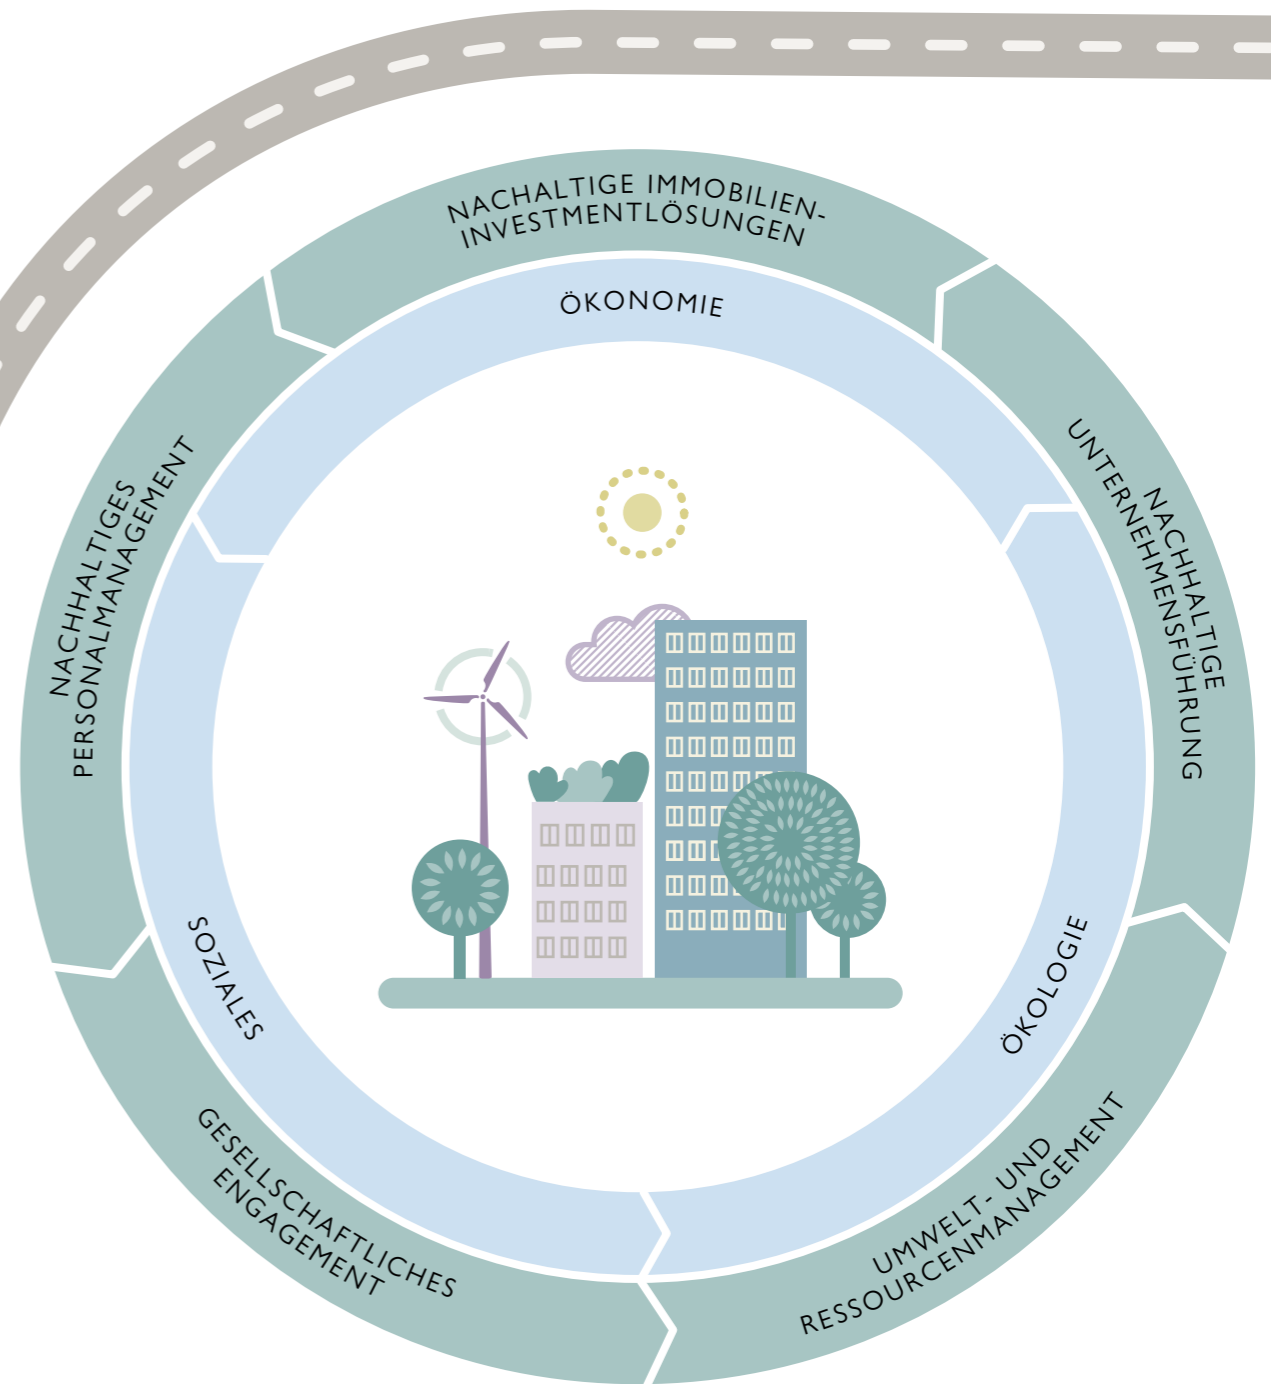 NACHALTIGE IMMOBILIEN-
INVESTMENTLÖSUNGEN
ÖKONOMIE
NACHHALTIGE
UNTERNEHMENSFÜHRUNG
NACHHALTIGES
PERSONALMANAGEMENT
SOZIALES
ÖKOLOGIE
GESELLSCHAFTLICHES
ENGAGEMENT
UMWELT- UND
RESSOURCENMANAGEMENT